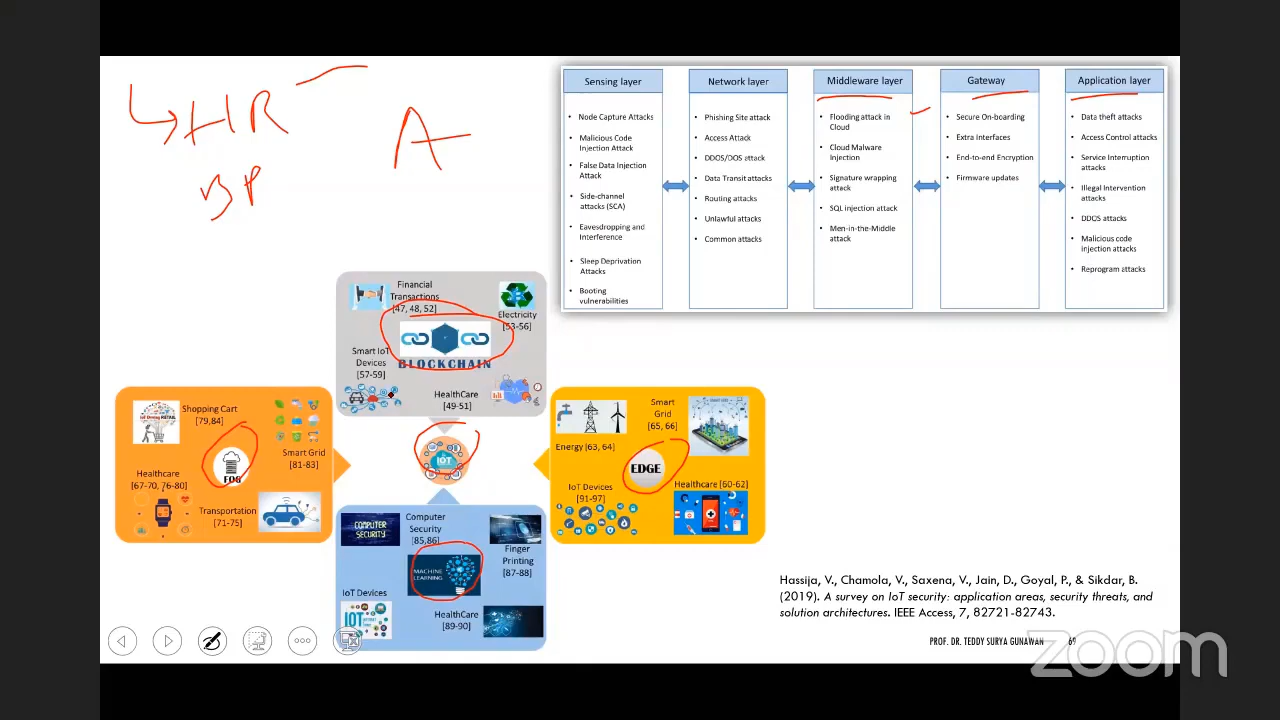 HR
BP
A
Sensing layer
Node Capture Attacks
Malicious Code
Injection Attack
False Data Injection
Attack
Side-channel
attacks (SCA)
Eavesdropping and
Interference
Sleep Deprivation
Attacks
Booting
vulnerabilities
Network layer
Phishing Site attack
Access Attack
DDOS/DOS attack
Data Transit attacks
Routing attacks
Unlawful attacks
Common attacks
Middleware layer
Flooding attack in
Cloud
Cloud Malware
Injection
Signature wrapping
attack
SQL injection attack
Men-in-the-Middle
attack
Gateway
Secure On-boarding
Extra Interfaces
End-to-end Encryption
Firmware updates
Application layer
Data theft attacks
Access Control attacks
Service Interruption
attacks
Illegal Intervention
attacks
DDOS attacks
Malicious code
injection attacks
Reprogram attacks
Financial
Transactions
[47, 48, 52]
Electricity
[53-56]
BLOCKCHAIN
Smart IoT
Devices
[57-59]
HealthCare
[49-51]
Shopping Cart
[79,84]
Smart Grid
[81-83]
FOG
Healthcare
[67-70, 76-80]
Transportation
[71-75]
IOT
Smart
Grid
[65, 66]
Energy [63, 64]
EDGE
IoT Devices
[91-97]
Healthcare [60-62]
COMPUTER
SECURITY
Computer
Security
[85,86]
Finger
Printing
[87-88]
MACHINE
LEARNING
IoT Devices
IOT
HealthCare
[89-90]
Hassija, V., Chamola, V., Saxena, V., Jain, D., Goyal, P., & Sikdar, B.
(2019). A survey on IoT security: application areas, security threats, and
solution architectures. IEEE Access, 7, 82721-82743.
PROF. DR. TEDDY SURYA GUNAWAN
69
zoom